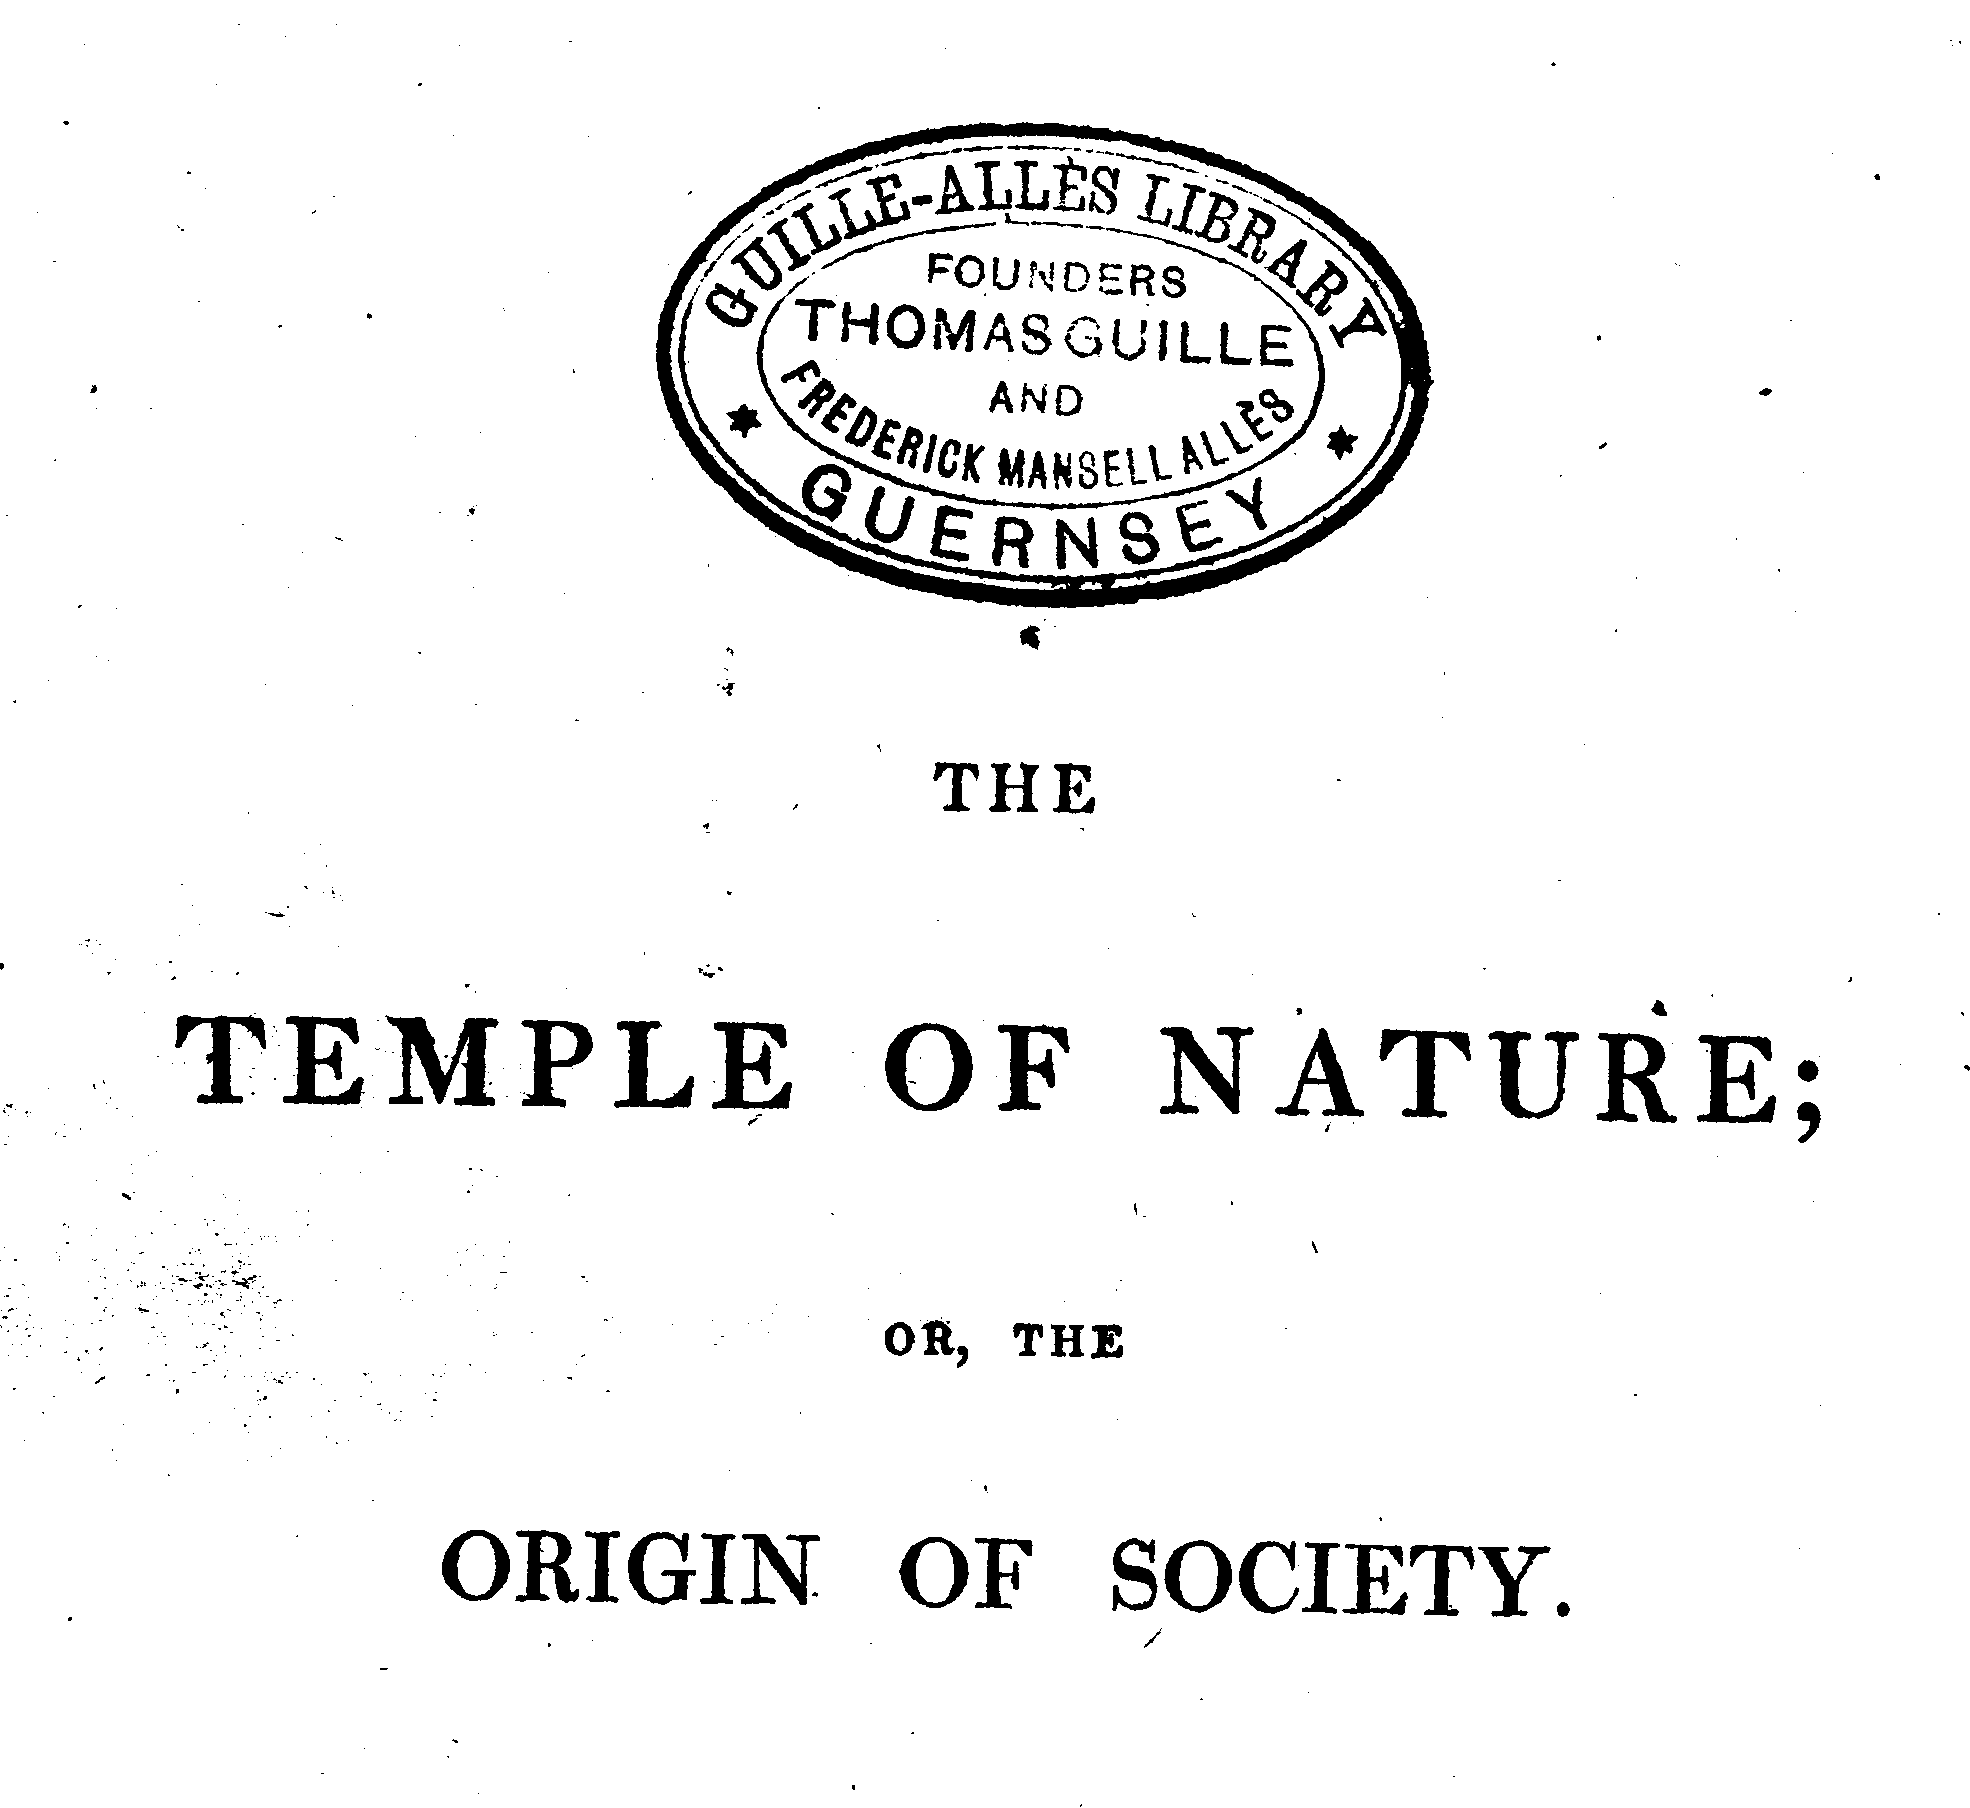 GUILLE-ALLÈS LIBRARY
FOUNDERS
THOMAS GUILLE
AND
FREDERICK MANSELL ALLÈS
GUERNSEY
THE
TEMPLE OF NATURE;
OR, THE
ORIGIN OF SOCIETY.